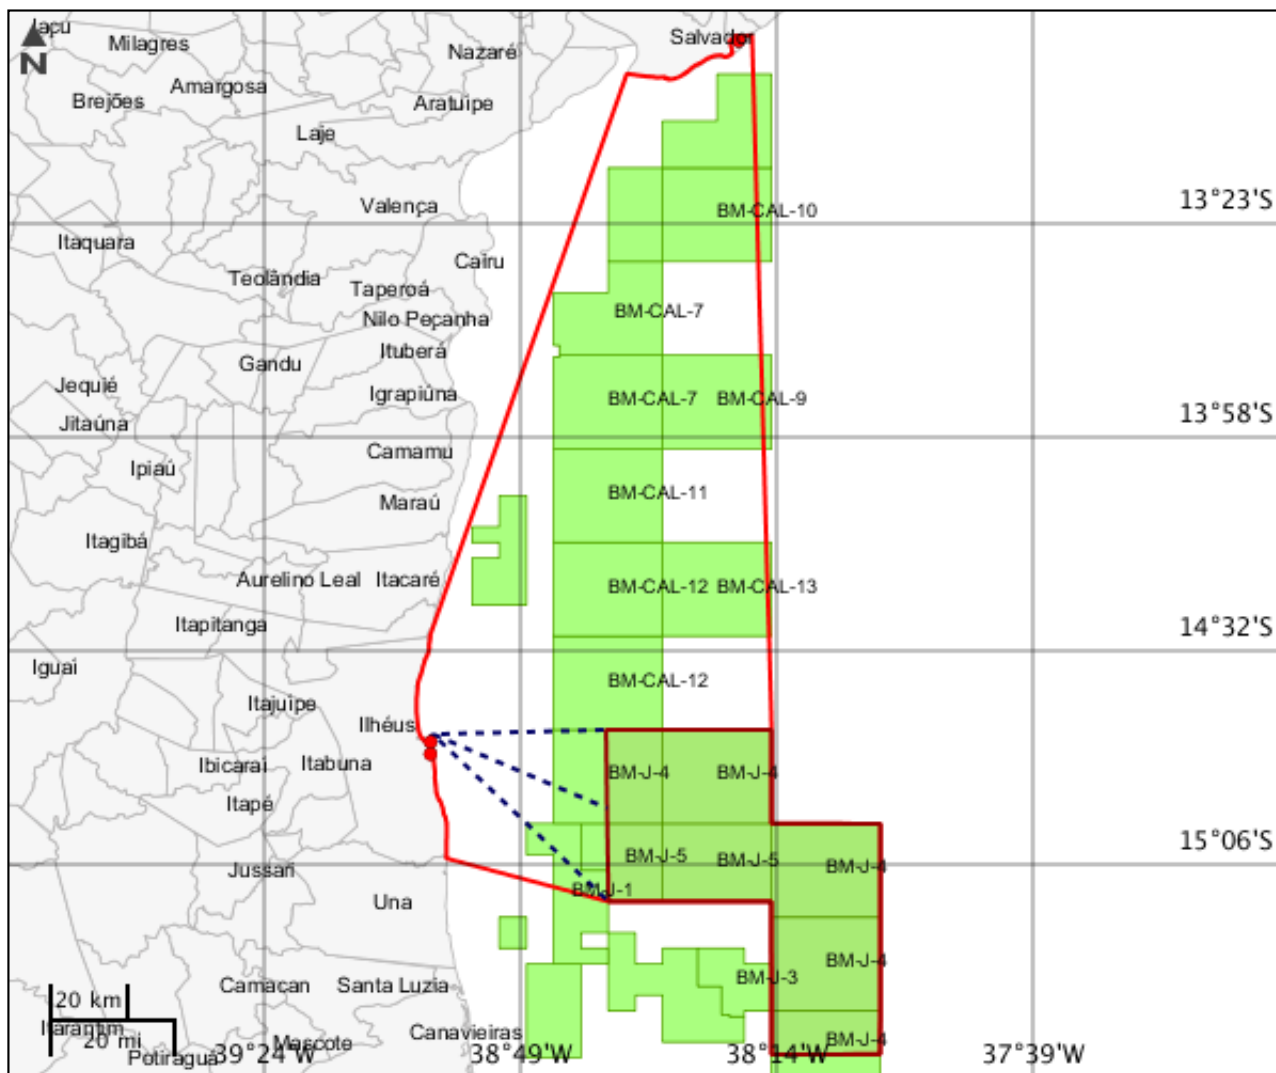 Iaçu
Salvador
Milagres
Nazaré
N
Amargosa
Brejões
Aratuípe
Laje
13°23'S
Valença
BM-CAL-10
Itaquara
Cairu
Teolândia
Taperoá
BM-CAL-7
Nilo Peçanha
Ituberá
Gandu
Jequié
Igrapiúna
BM-CAL-7
BM-CAL-9
13°58'S
Jitaúna
Camamu
Ipiaú
BM-CAL-11
Maraú
Itagibá
Aurelino Leal
Itacaré
BM-CAL-12
BM-CAL-13
Itapitanga
14°32'S
Iguaí
BM-CAL-12
Itajuípe
Ilhéus
Ibicaraí
Itabuna
BM-J-4
BM-J-4
Itapé
15°06'S
BM-J-5
BM-J-5
BM-J-4
Jussari
BM-J-1
Una
BM-J-4
BM-J-3
Camaçan
Santa Luzia
20 km
Itarantim
20 mi
Mascote
Canavieiras
BM-J-4
Potiraguá
39°24'W
38°49'W
38°14'W
37°39'W